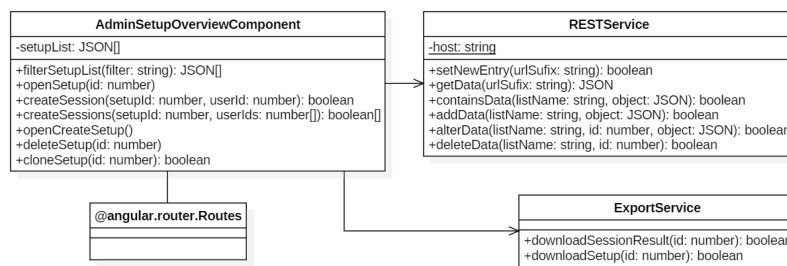 AdminSetupOverviewComponent
-setupList: JSON[]
+filterSetupList(filter: string): JSON[]
+openSetup(id: number)
+createSession(setupId: number, userId: number): boolean
+createSessions(setupId: number, userIds: number[]): boolean[]
+openCreateSetup()
+deleteSetup(id: number)
+cloneSetup(id: number): boolean
RESTService
-host: string
+setNewEntry(urlSufix: string): boolean
+getData(urlSufix: string): JSON
+containsData(listName: string, object: JSON): boolean
+addData(listName: string, object: JSON): boolean
+alterData(listName: string, id: number, object: JSON): boolean
+deleteData(listName: string, id: number): boolean
@angular.router.Routes
ExportService
+downloadSessionResult(id: number): boolean
+downloadSetup(id: number): boolean